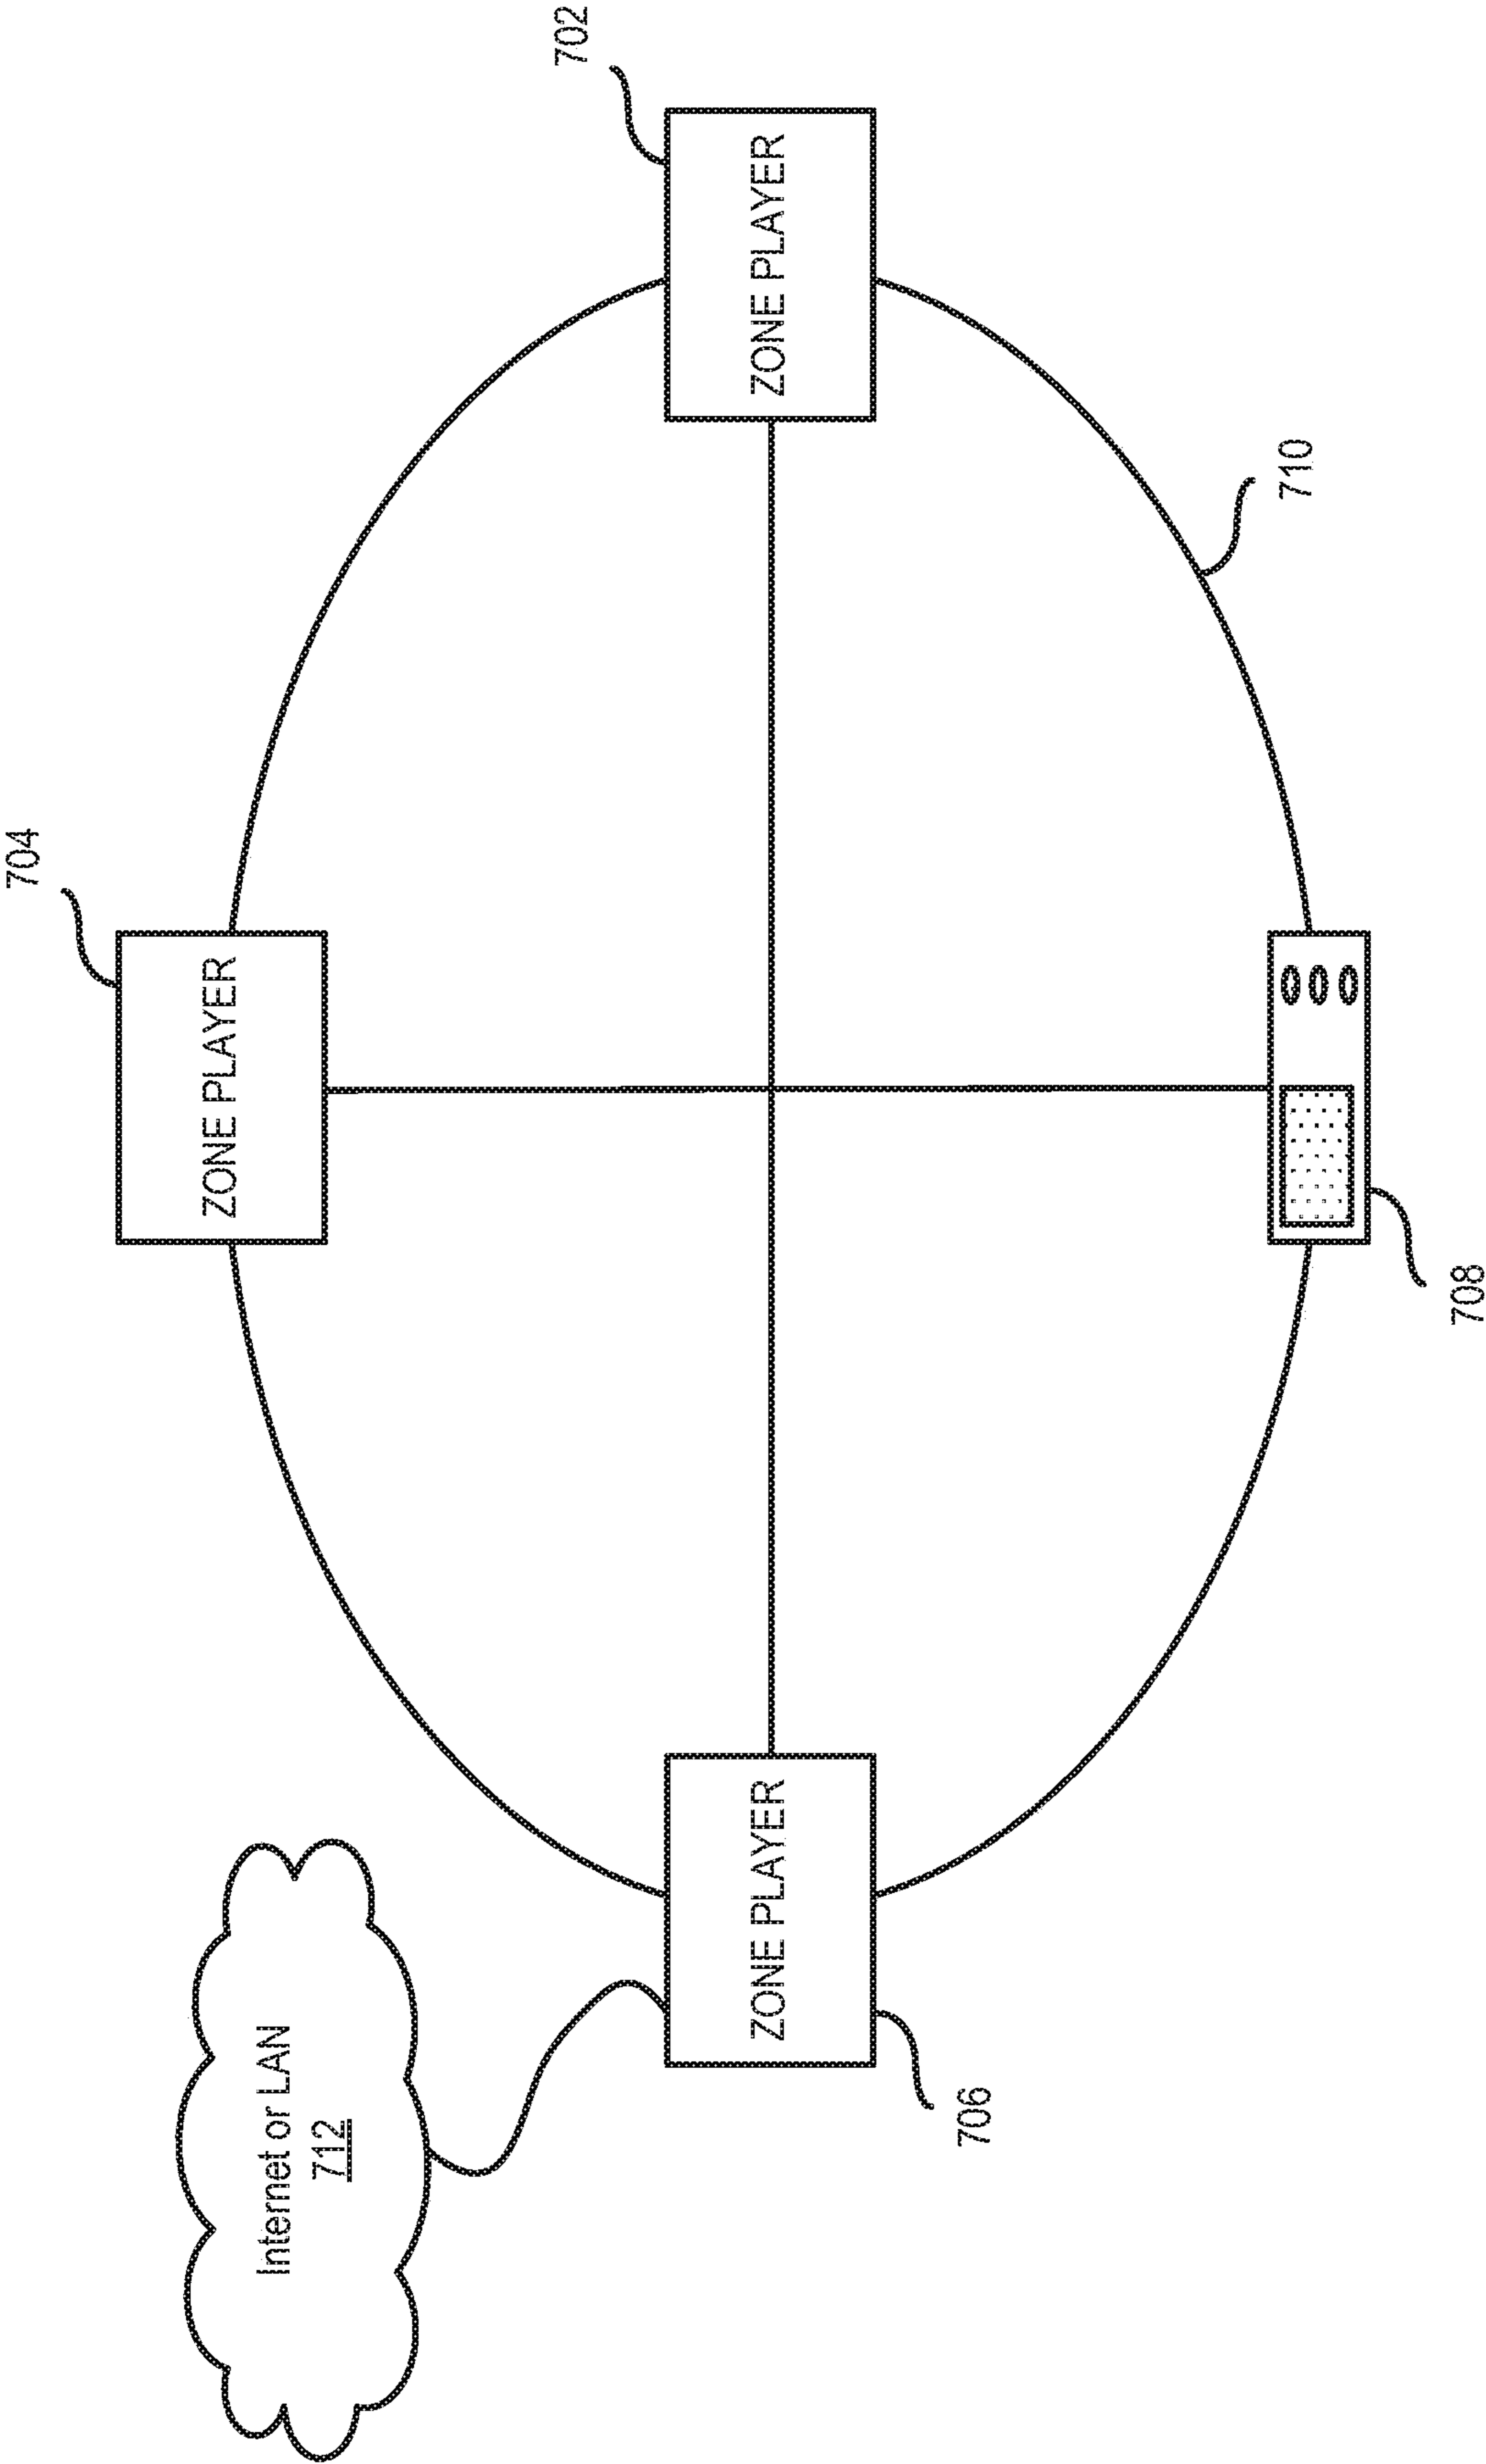 Internet or LAN
712
704
ZONE PLAYER
706
ZONE PLAYER
ZONE PLAYER
702
708
710